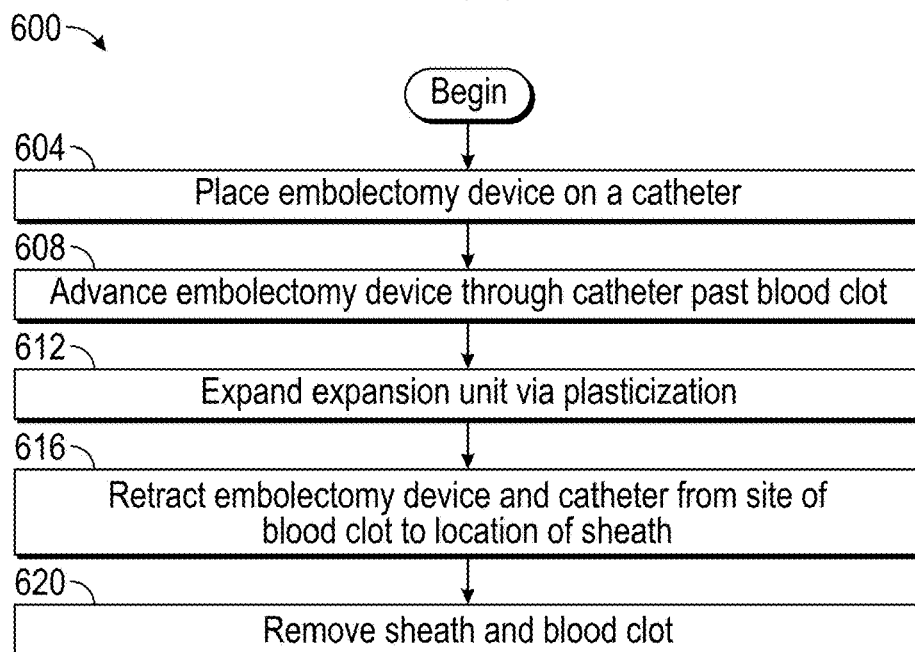 600
Begin
604
Place embolectomy device on a catheter
608
Advance embolectomy device through catheter past blood clot
612
Expand expansion unit via plasticization
616
Retract embolectomy device and catheter from site of
blood clot to location of sheath
620
Remove sheath and blood clot